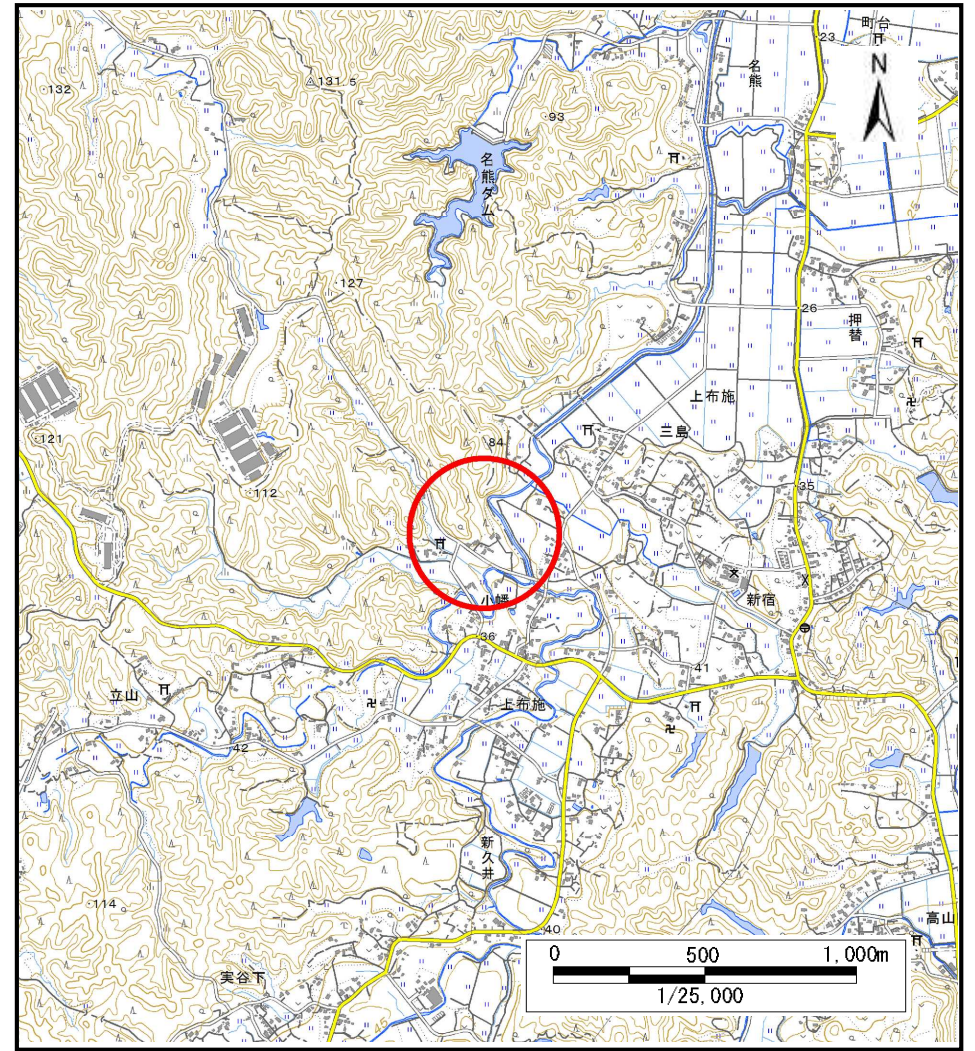 町台
23
N
名熊
131.5
132
93
名熊ダム
127
26
押替
上布施
三島
84
35
121
112
新宿
小幡
36
41
立山
上布施
42
新久井
114
40
高山
実谷下
45
0 500 1,000m
1/25,000